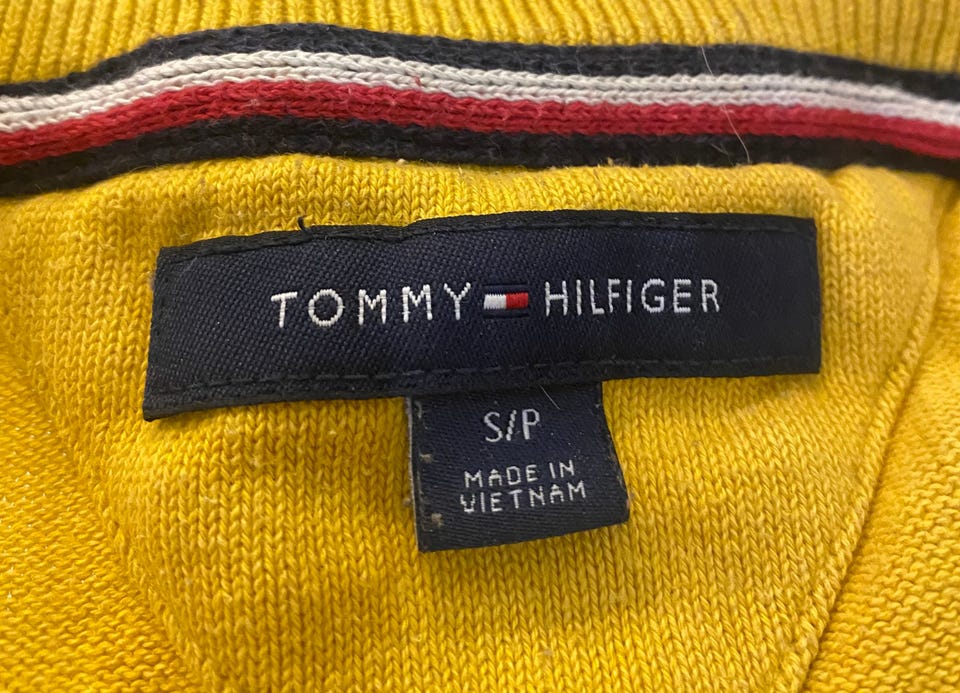 TOMMY HILFIGER
S/P
MADE IN
VIETNAM